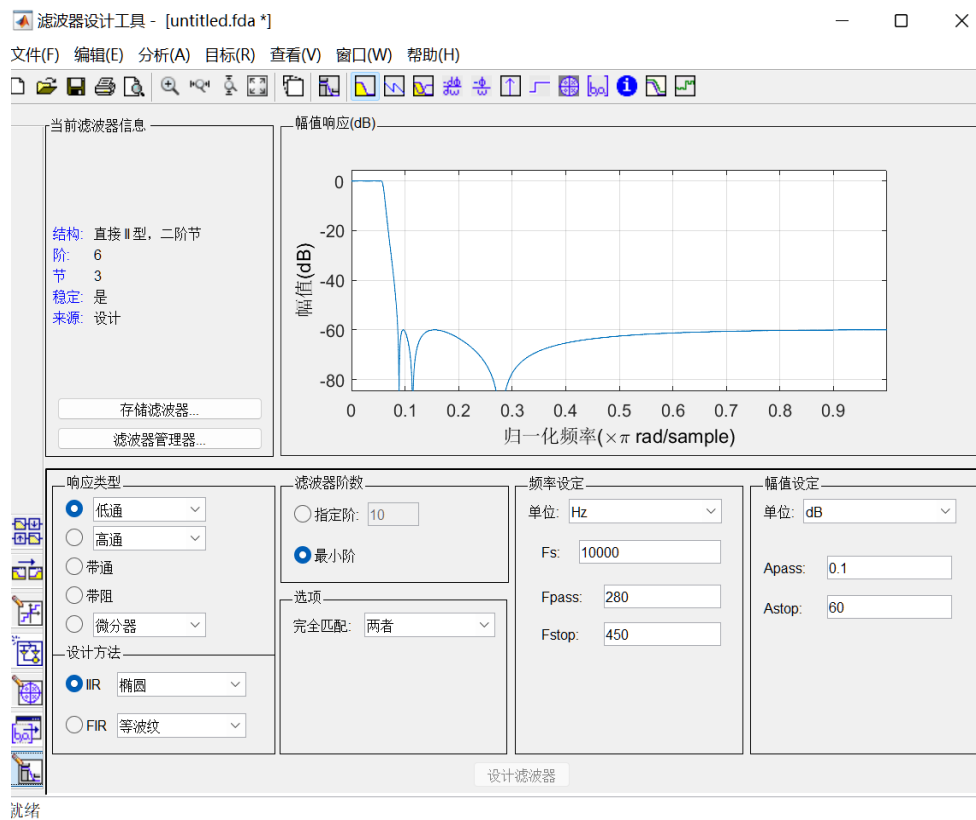 滤波器设计工具 - [untitled.fda *]
文件(F) 编辑(E) 分析(A) 目标(R) 查看(V) 窗口(W) 帮助(H)
[b,a]
当前滤波器信息
结构: 直接Ⅱ型，二阶节
阶: 6
节 3
稳定: 是
来源: 设计
存储滤波器...
滤波器管理器...
幅值响应(dB)
幅值(dB)
0
-20
-40
-60
-80
0 0.1 0.2 0.3 0.4 0.5 0.6 0.7 0.8 0.9
归一化频率(×π rad/sample)
响应类型
低通
高通
带通
带阻
微分器
设计方法
IIR 椭圆
FIR 等波纹
滤波器阶数
指定阶: 10
最小阶
选项
完全匹配: 两者
频率设定
单位: Hz
Fs: 10000
Fpass: 280
Fstop: 450
幅值设定
单位: dB
Apass: 0.1
Astop: 60
设计滤波器
就绪